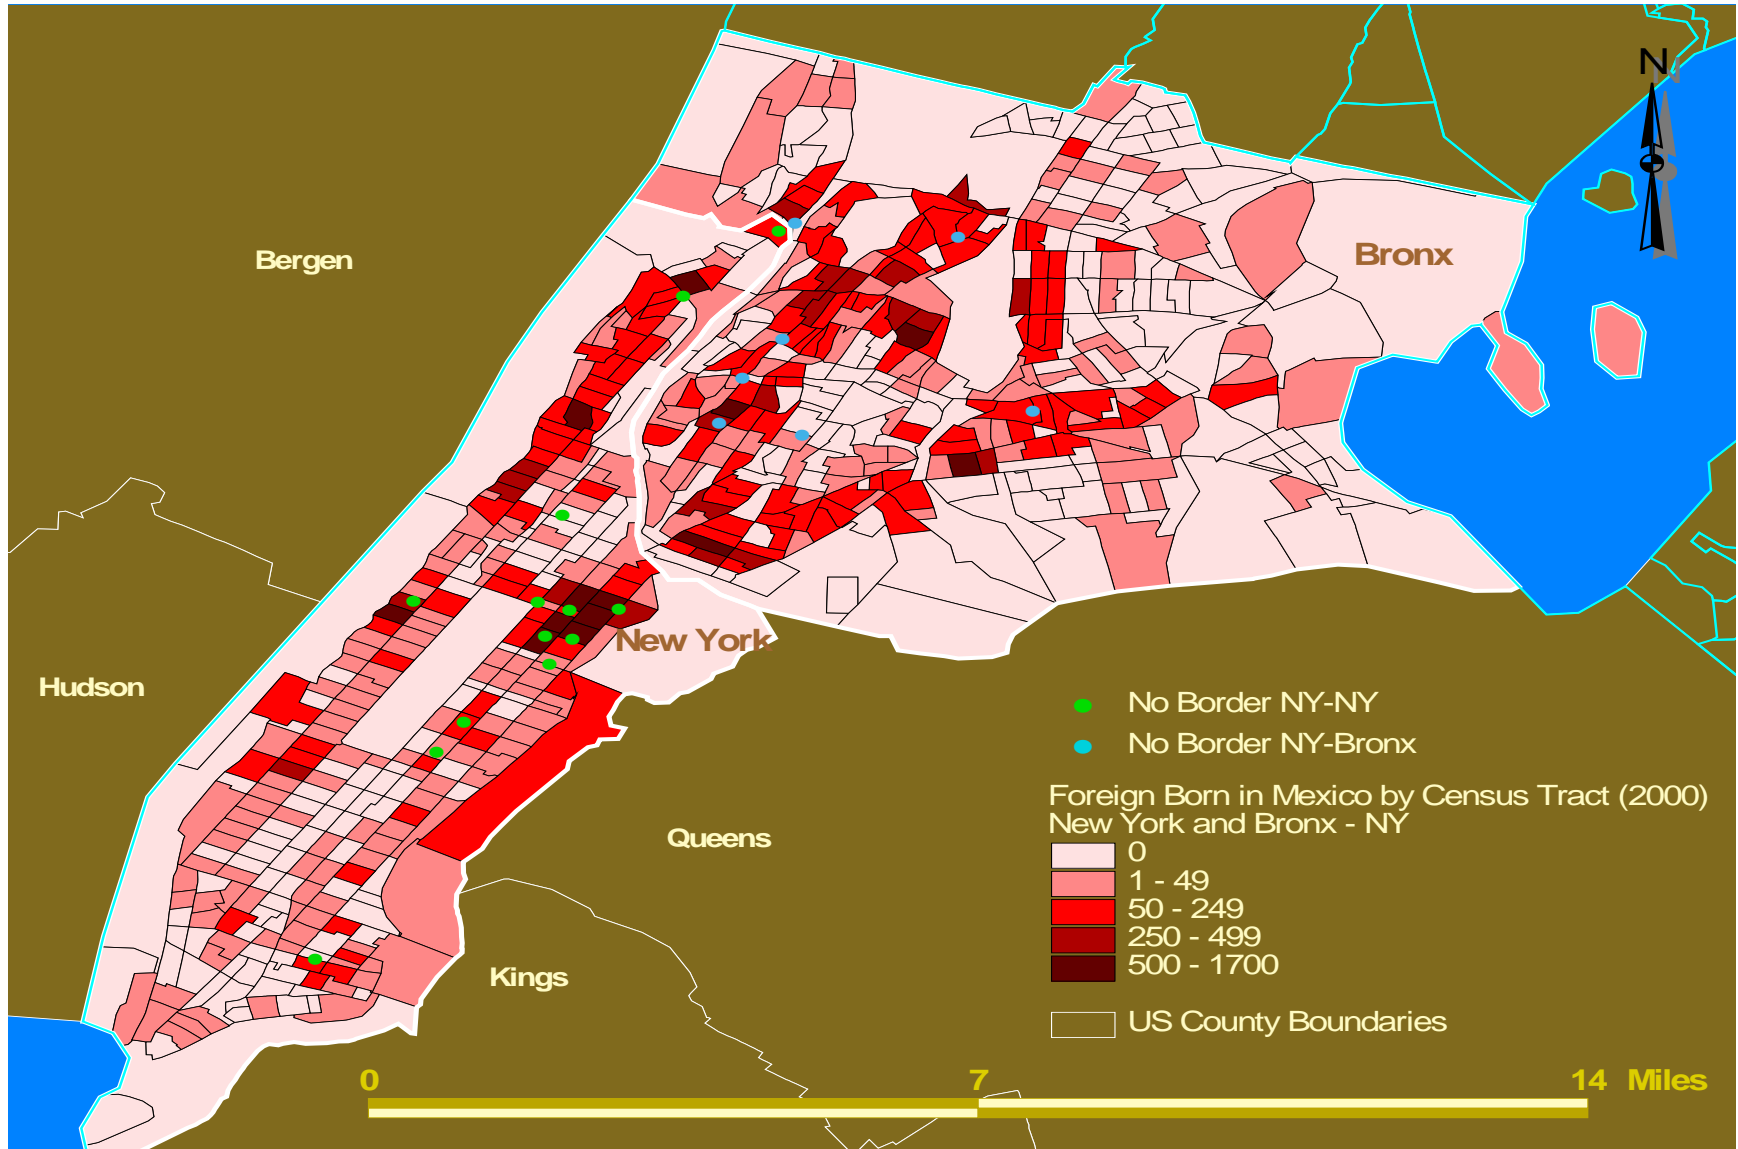 N
Bergen
Bronx
New York
Hudson
No Border NY-NY
No Border NY-Bronx
Foreign Born in Mexico by Census Tract (2000)
New York and Bronx - NY
Queens
0
1 - 49
50 - 249
250 - 499
Kings
500 - 1700
US County Boundaries
0 7 14 Miles